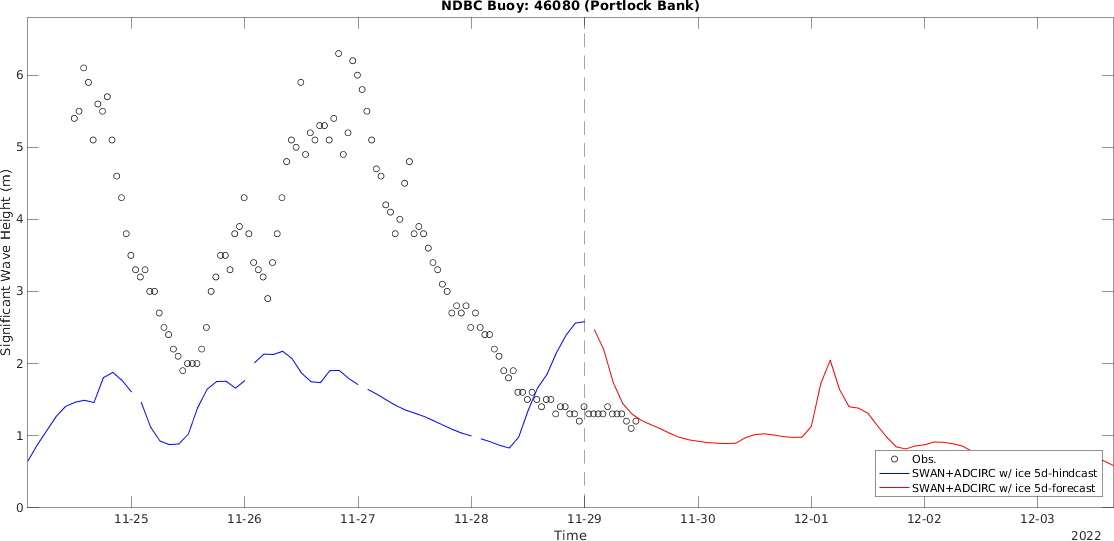 NDBC Buoy: 46080 (Portlock Bank)
Significant Wave Height (m)
6
5
4
3
2
1
0
Obs.
SWAN+ADCIRC w/ ice 5d-hindcast
SWAN+ADCIRC w/ ice 5d-forecast
11-25 11-26 11-27 11-28 11-29 11-30 12-01 12-02 12-03
Time
2022